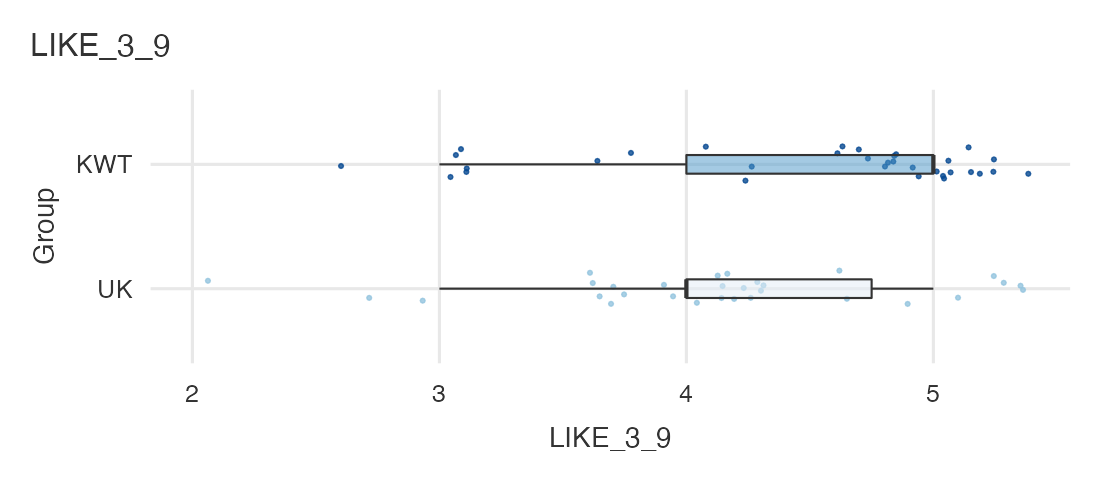 LIKE_3_9
KWT
UK
Group
2 3 4 5
LIKE_3_9